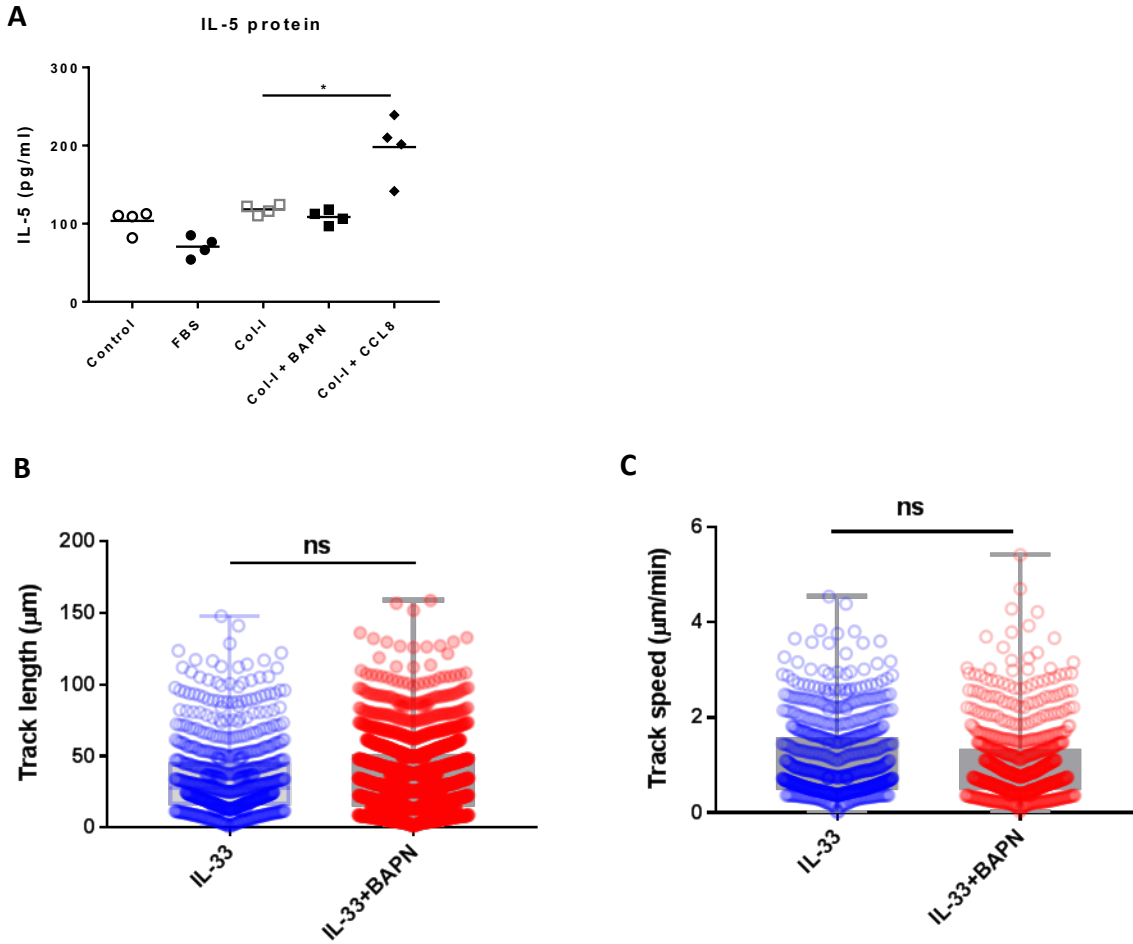 A
IL-5 protein
IL-5 (pg/ml)
300
200
100
0
*
Control
FBS
Col-I
Col-I + BAPN
Col-I + CCL8
B
Track length (µm)
200
150
100
50
0
ns
IL-33
IL-33+BAPN
C
Track speed (µm/min)
6
4
2
0
ns
IL-33
IL-33+BAPN